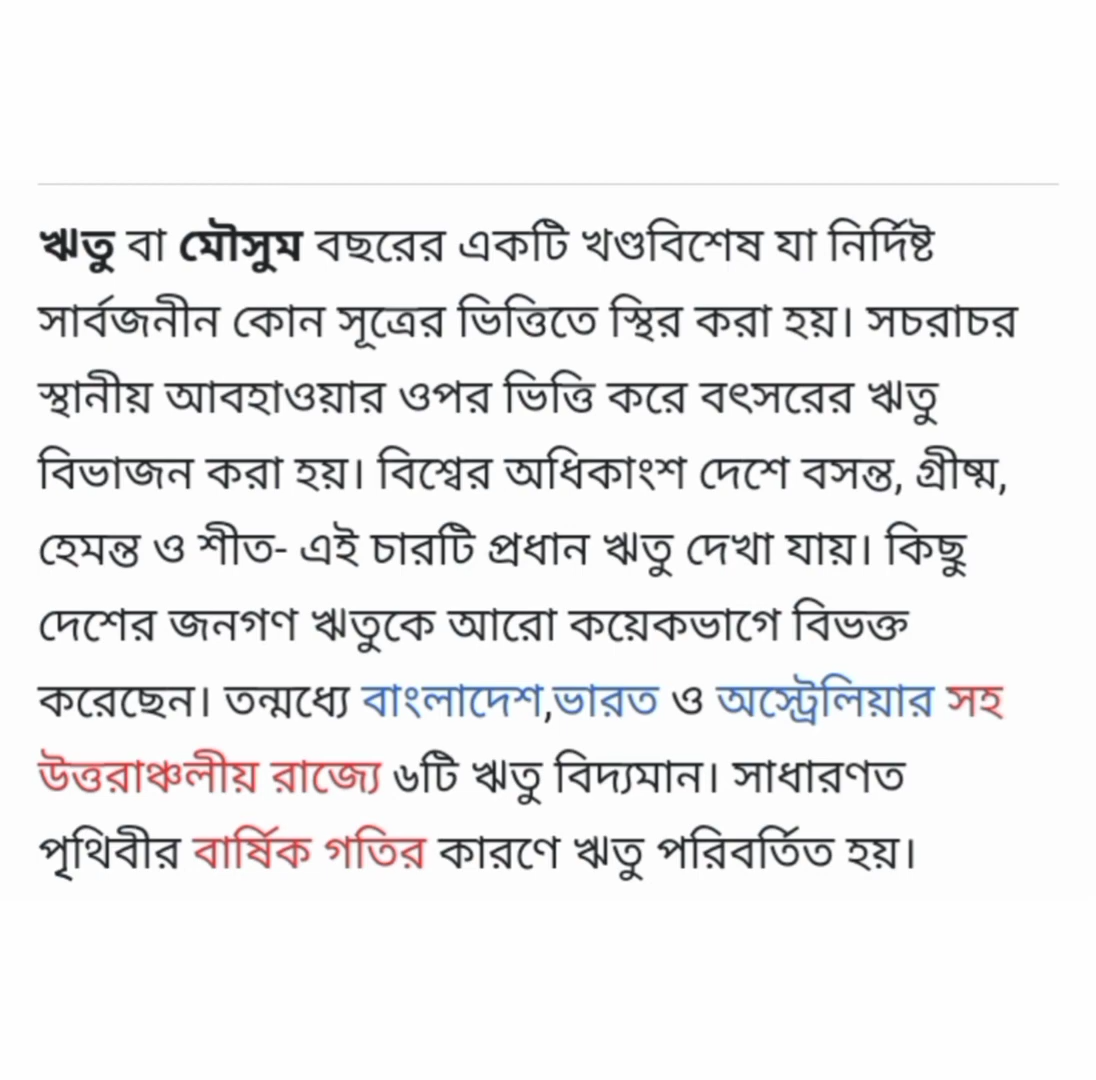 ঋতু বা মৌসুম বছরের একটি খণ্ডবিশেষ যা নির্দিষ্ট
সার্বজনীন কোন সূত্রের ভিত্তিতে স্থির করা হয়। সচরাচর
স্থানীয় আবহাওয়ার ওপর ভিত্তি করে বৎসরের ঋতু
বিভাজন করা হয়। বিশ্বের অধিকাংশ দেশে বসন্ত, গ্রীষ্ম,
হেমন্ত ও শীত- এই চারটি প্রধান ঋতু দেখা যায়। কিছু
দেশের জনগণ ঋতুকে আরো কয়েকভাগে বিভক্ত
করেছেন। তন্মধ্যে বাংলাদেশ,ভারত ও অস্ট্রেলিয়ার সহ
উত্তরাঞ্চলীয় রাজ্যে ৬টি ঋতু বিদ্যমান। সাধারণত
পৃথিবীর বার্ষিক গতির কারণে ঋতু পরিবর্তিত হয়।